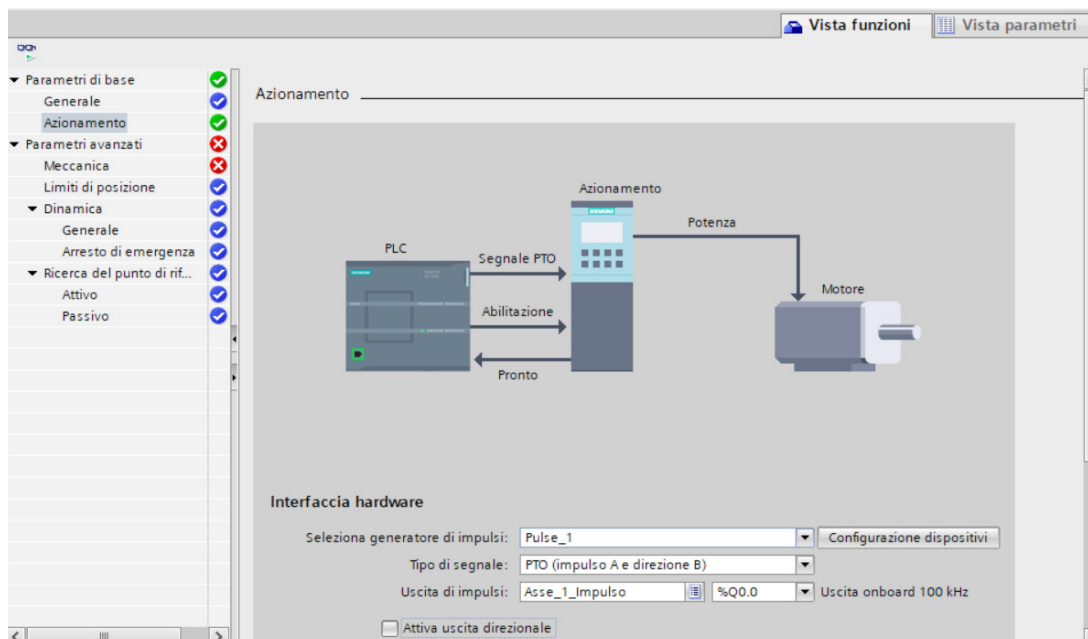 Vista funzioni
Vista parametri
Parametri di base
Generale
Azionamento
Parametri avanzati
Meccanica
Limiti di posizione
Dinamica
Generale
Arresto di emergenza
Ricerca del punto di rif...
Attivo
Passivo
Azionamento
Azionamento
SIEMENS
Potenza
PLC
Segnale PTO
Motore
Abilitazione
Pronto
Interfaccia hardware
Seleziona generatore di impulsi: Pulse_1 Configurazione dispositivi
Tipo di segnale: PTO (impulso A e direzione B)
Uscita di impulsi: Asse_1_Impulso %Q0.0 Uscita onboard 100 kHz
Attiva uscita direzionale